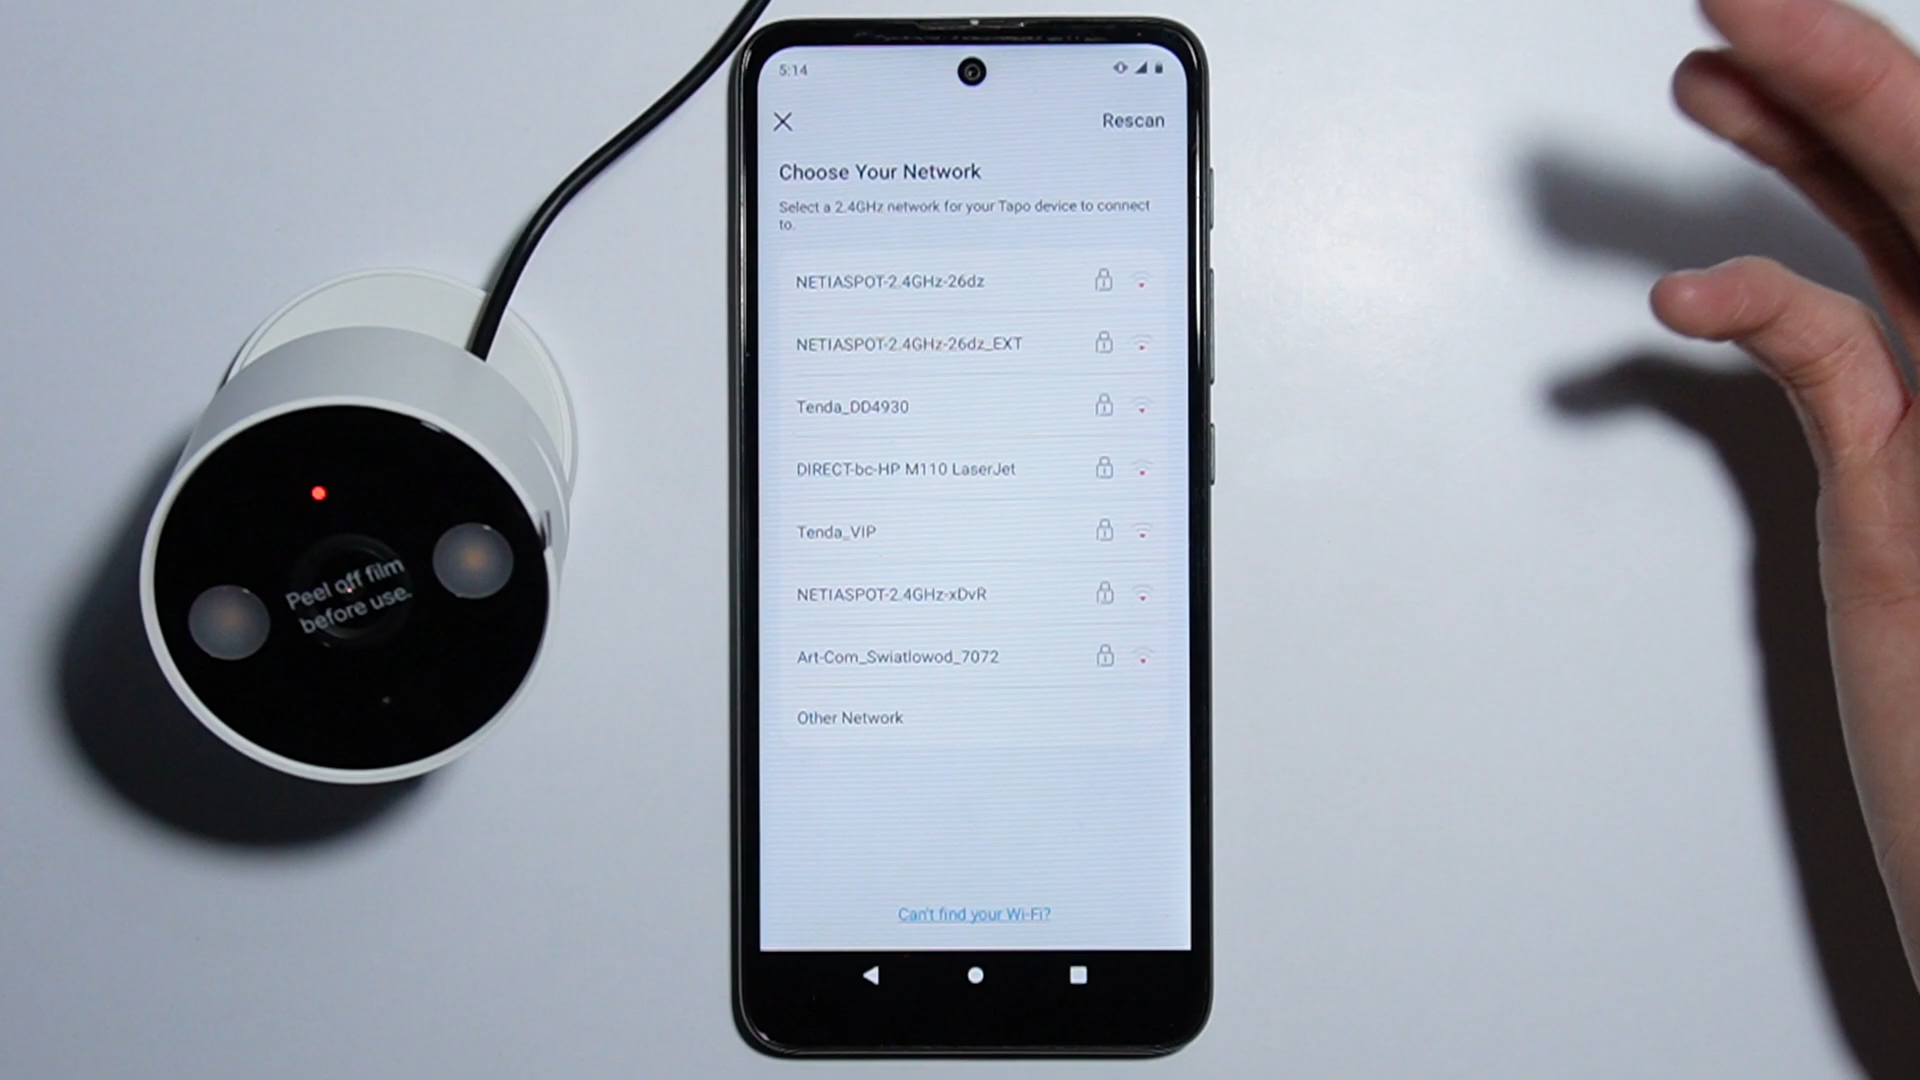 5:14
Rescan
Choose Your Network
Select a 2.4GHz network for your Tapo device to connect
to.
NETIASPOT-2.4GHz-26dz
NETIASPOT-2.4GHz-26dz_EXT
Tenda_DD4930
DIRECT-bc-HP M110 LaserJet
Tenda_VIP
NETIASPOT-2.4GHz-xDvR
Art-Com_Swiatlowod_7072
Other Network
Can't find your Wi-Fi?
Peel off film
before use.